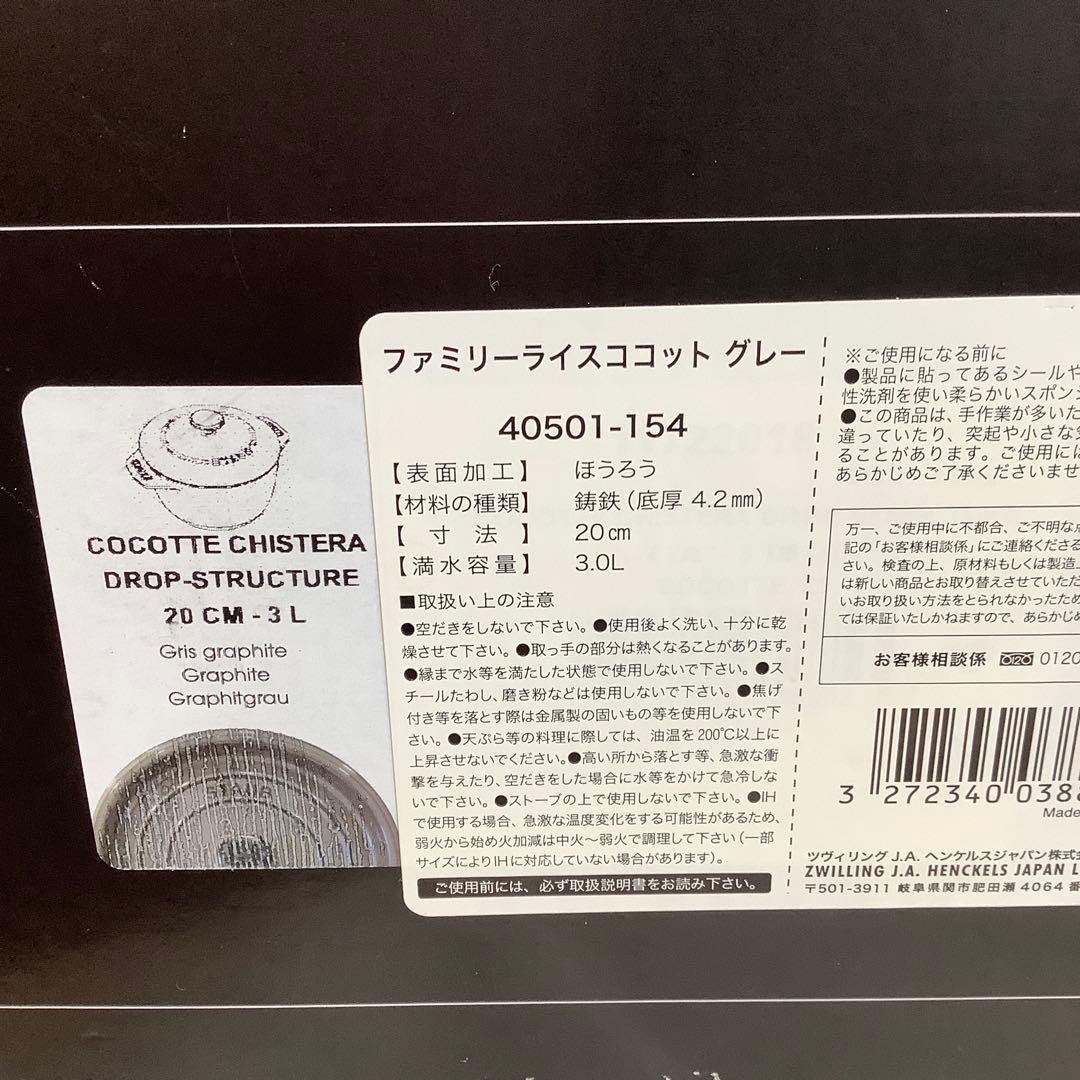 COCOTTE CHISTERA
DROP-STRUCTURE
20 CM - 3 L
Gris graphite
Graphite
Graphitgrau
STAUB
ファミリーライスココット グレー
40501-154
【表面加工】 ほうろう
【材料の種類】 鋳鉄（底厚 4.2㎜）
【寸法】 20㎝
【満水容量】 3.0L
■取扱い上の注意
●空だきをしないで下さい。●使用後よく洗い、十分に乾
燥させて下さい。●取っ手の部分は熱くなることがあります。
●縁まで水等を満たした状態で使用しないで下さい。●ス
チールたわし、磨き粉などは使用しないで下さい。●焦げ
付き等を落とす際は金属製の固いもの等を使用しないで下
さい。●天ぷら等の料理に際しては、油温を200℃以上に
上昇させないでください。●高い所から落とす等、急激な衝
撃を与えたり、空だきをした場合に水等をかけて急冷しな
いで下さい。●ストーブの上で使用しないで下さい。●IH
で使用する場合、急激な温度変化をする可能性があるため、
弱火から始め火加減は中火〜弱火で調理して下さい（一部
サイズによりIHに対応していない場合があります）。
ご使用前には、必ず取扱説明書をお読み下さい。
※ご使用になる前に
●製品に貼ってあるシールや
性洗剤を使い柔らかいスポン
●この商品は、手作業が多いた
違っていたり、突起や小さな
ることがあります。ご使用には
あらかじめご了承くださいませ
万一、ご使用中に不都合、ご不明な点
記の「お客様相談係」にご連絡くださ
さい。検査の上、原材料もしくは製造上
は新しい商品とお取り替えさせていただ
いお取り扱い方法をとられなかったため
ては保証いたしかねますので、あらかじめ
お客様相談係 0120
3 272340 038
Made
ツヴィリング J.A. ヘンケルスジャパン株式会
ZWILLING J.A. HENCKELS JAPAN L
〒501-3911 岐阜県関市肥田瀬 4064 番